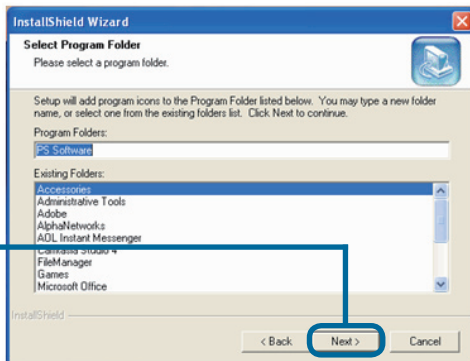 InstallShield Wizard
Select Program Folder
Please select a program folder.
Setup will add program icons to the Program Folder listed below. You may type a new folder
name, or select one from the existing folders list. Click Next to continue.
Program Folders:
PS Software
Existing Folders:
Accessories
Administrative Tools
Adobe
AlphaNetworks
AOL Instant Messenger
Camtasia Studio 4
FileManager
Games
Microsoft Office
InstallShield
< Back Next > Cancel